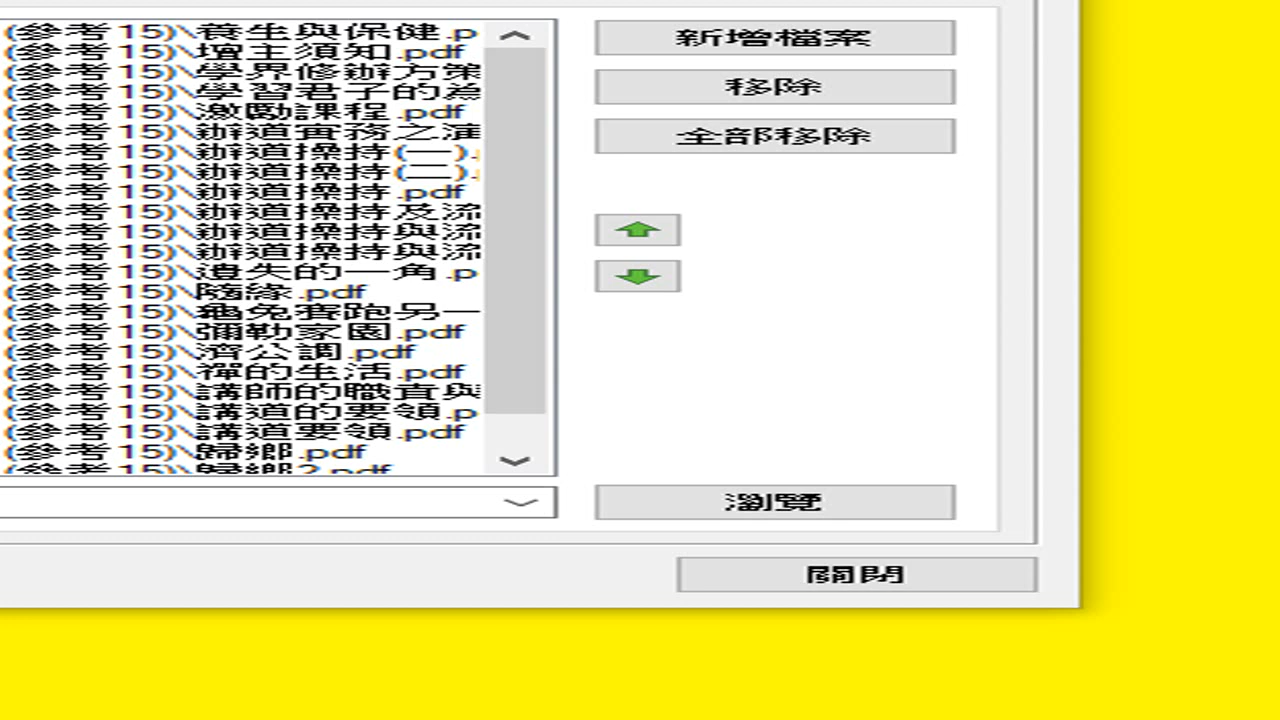 (參考15)\養生與保健.p
(參考15)\壇主須知.pdf
(參考15)\學界修辦方策
(參考15)\學習君子的為
(參考15)\激勵課程.pdf
(參考15)\辦道實務之演
(參考15)\辦道操持(一).
(參考15)\辦道操持(二).
(參考15)\辦道操持.pdf
(參考15)\辦道操持及流
(參考15)\辦道操持與流
(參考15)\辦道操持與流
(參考15)\遺失的一角.p
(參考15)\隨緣.pdf
(參考15)\龜兔賽跑另一
(參考15)\彌勒家園.pdf
(參考15)\濟公調.pdf
(參考15)\禪的生活.pdf
(參考15)\講師的職責與
(參考15)\講道的要領.p
(參考15)\講道要領.pdf
(參考15)\歸鄉.pdf
(參考15)\歸鄉2.pdf
新增檔案
移除
全部移除
瀏覽
關閉